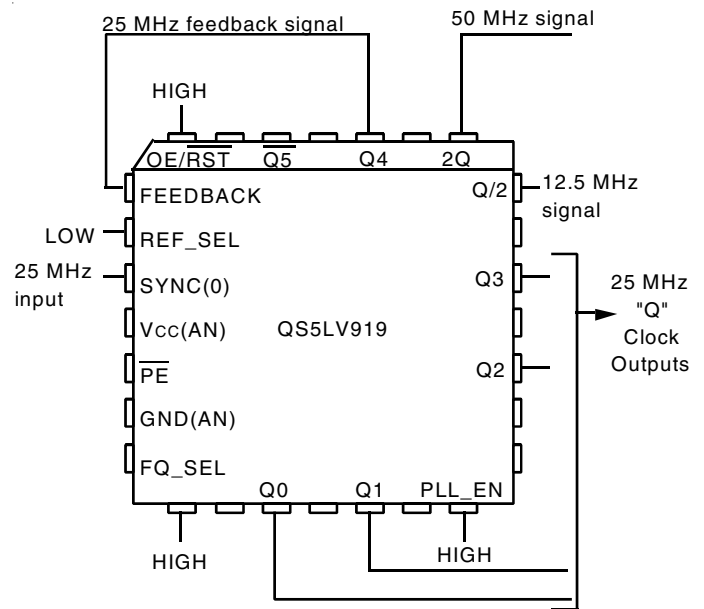 25 MHz feedback signal
50 MHz signal
HIGH
OE/RST
Q5
Q4
2Q
FEEDBACK
Q/2
12.5 MHz
signal
LOW
REF_SEL
25 MHz
input
SYNC(0)
Q3
25 MHz
"Q"
Clock
Outputs
VCC(AN)
QS5LV919
PE
Q2
GND(AN)
FQ_SEL
Q0
Q1
PLL_EN
HIGH
HIGH